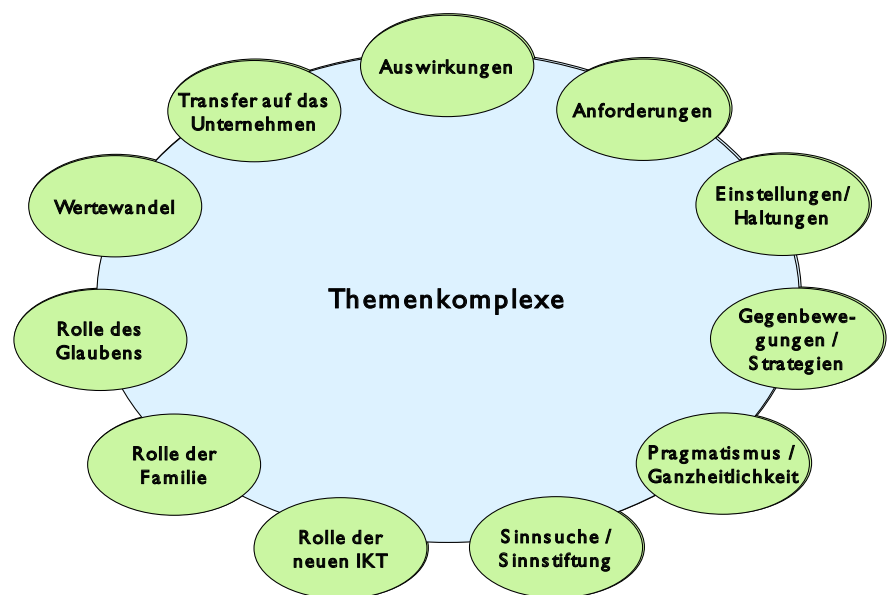 Auswirkungen
Transfer auf das
Unternehmen
Anforderungen
Wertewandel
Einstellungen/
Haltungen
Themenkomplexe
Rolle des
Glaubens
Gegenbewe-
gungen /
Strategien
Rolle der
Familie
Pragmatismus /
Ganzheitlichkeit
Rolle der
neuen IKT
Sinnsuche /
Sinnstiftung